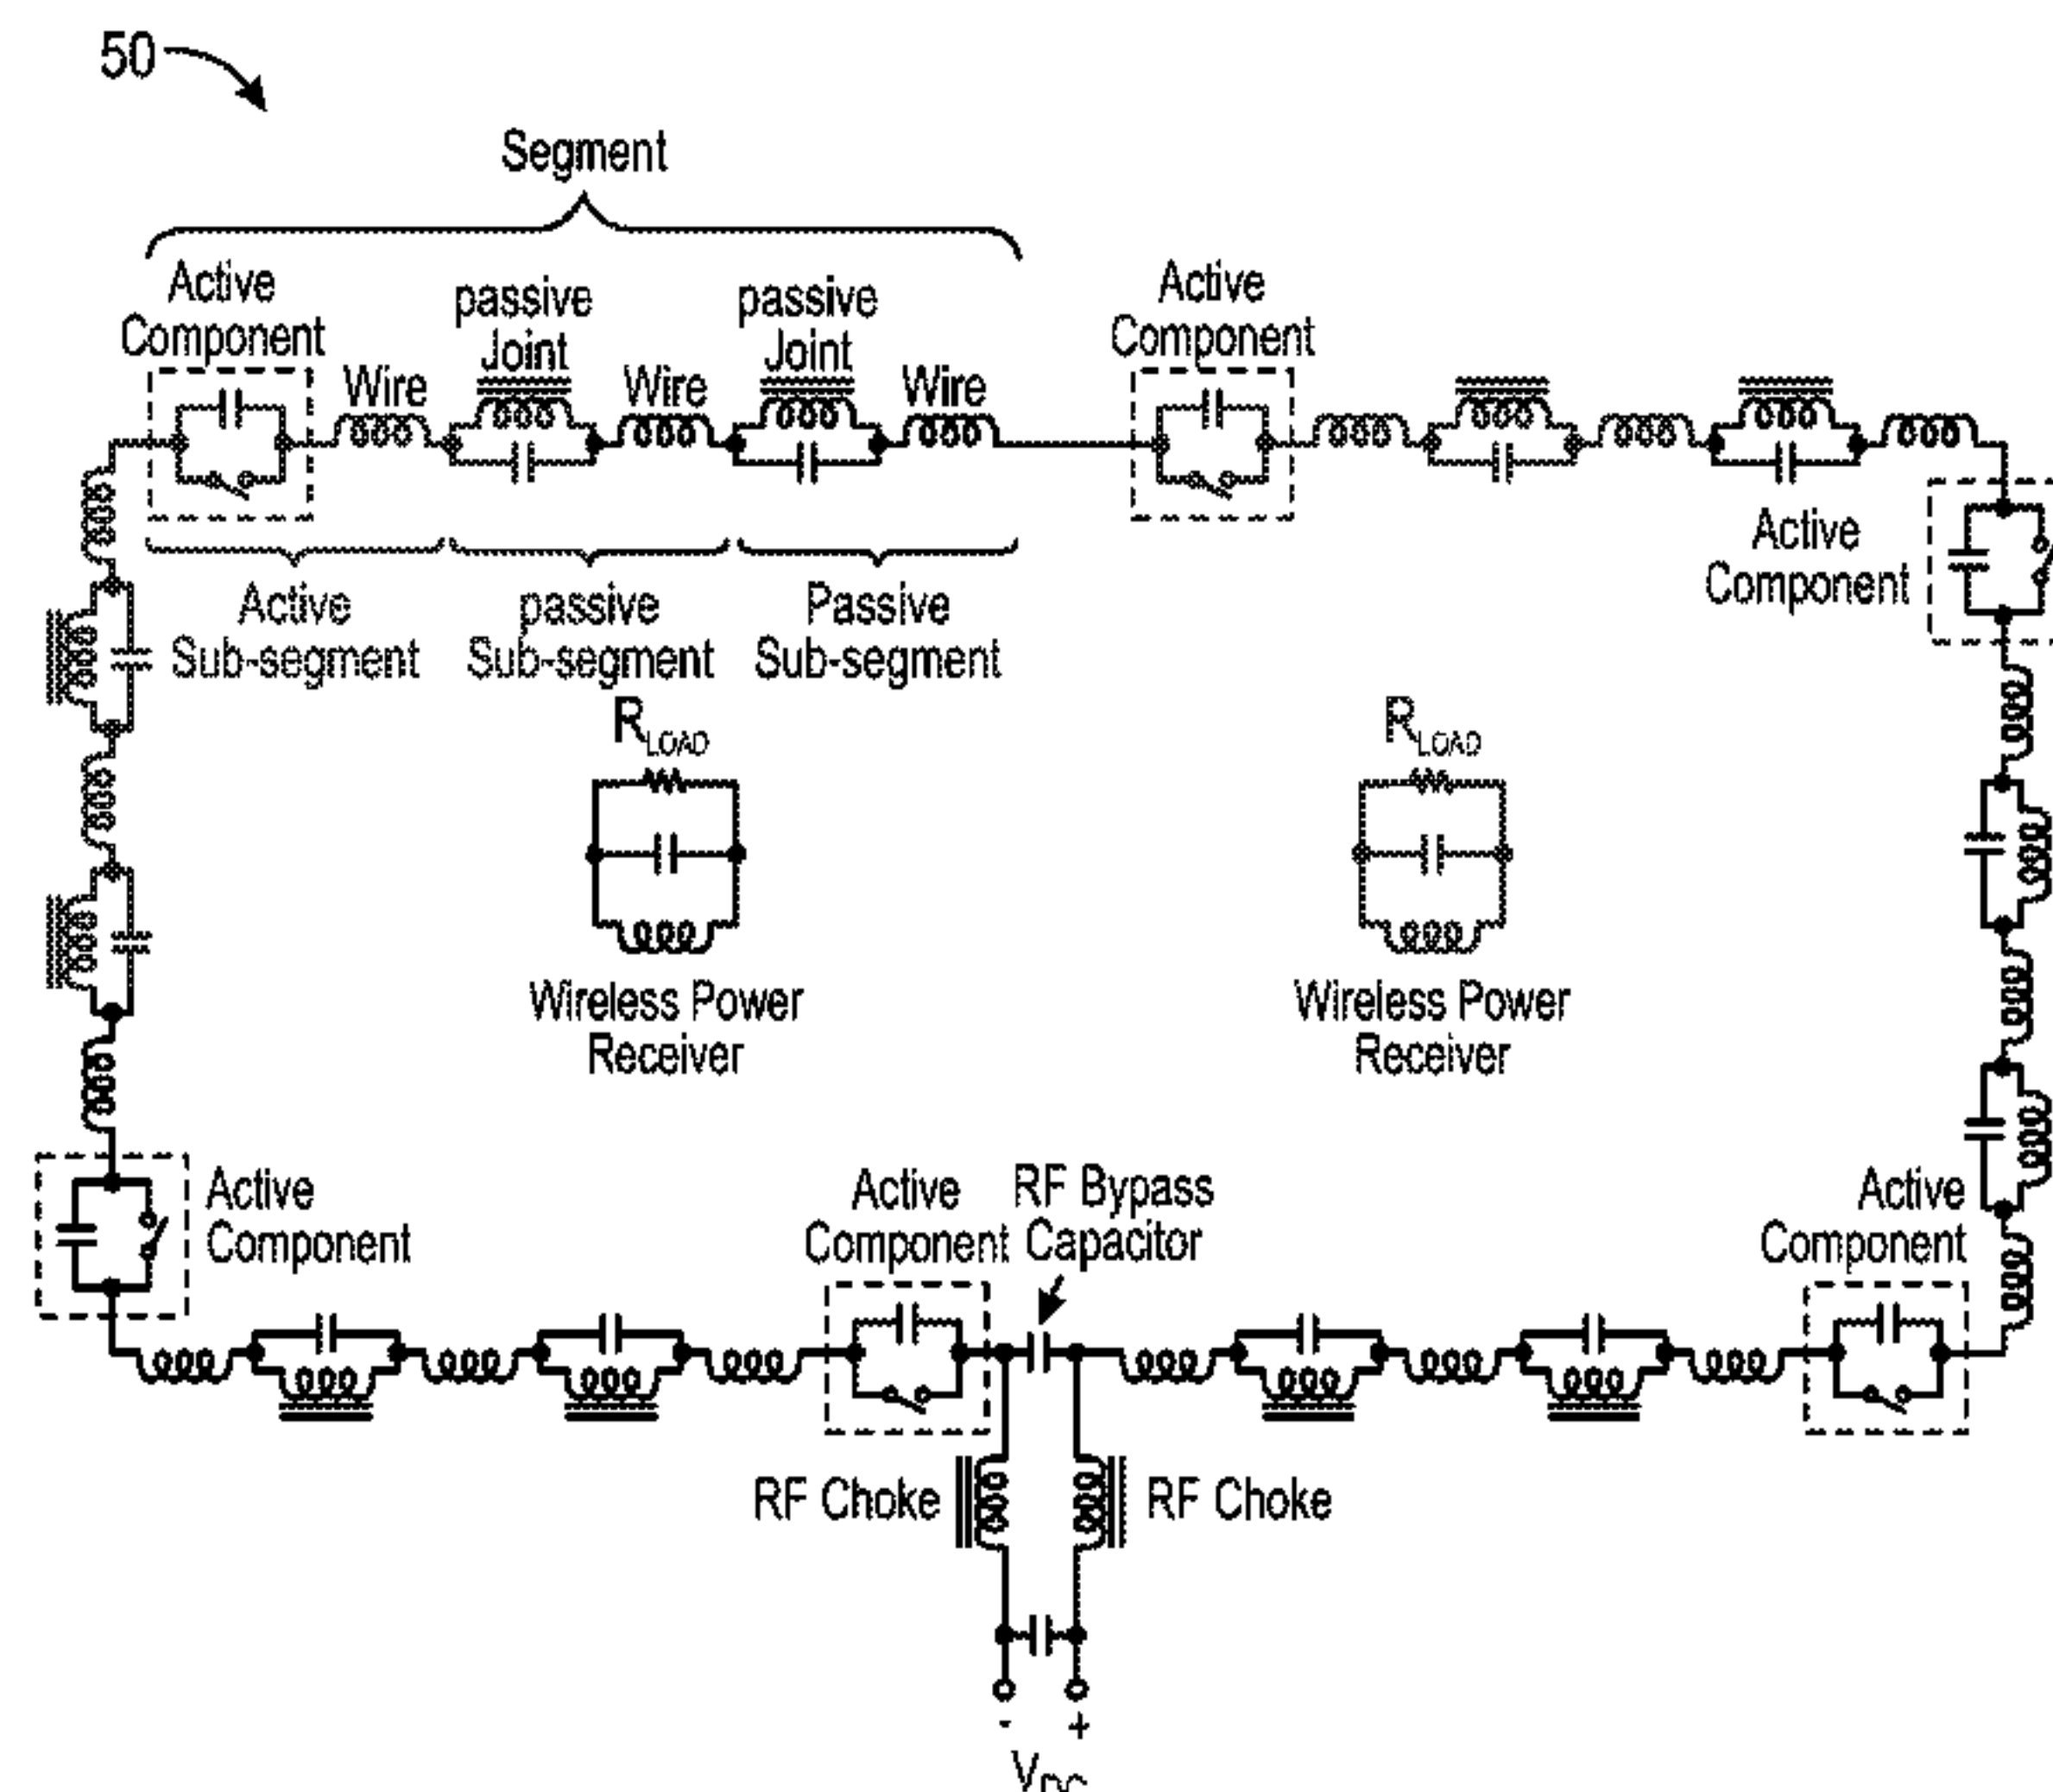 50
Segment
Active
Component
passive
Joint
passive
Joint
Active
Component
Wire
Wire
Wire
Active
Component
Active
Sub-segment
passive
Sub-segment
Passive
Sub-segment
RLOAD
RLOAD
Wireless Power
Receiver
Wireless Power
Receiver
Active
Component
Active
Component
RF Bypass
Capacitor
Active
Component
RF Choke
RF Choke
- +
VDC